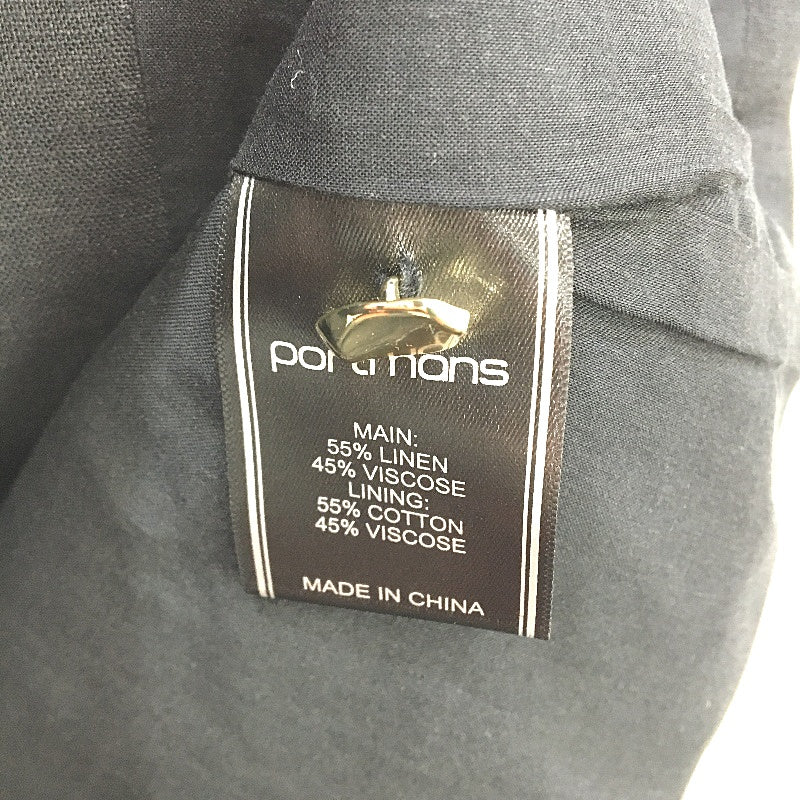 portmans
MAIN:
55% LINEN
45% VISCOSE
LINING:
55% COTTON
45% VISCOSE
MADE IN CHINA